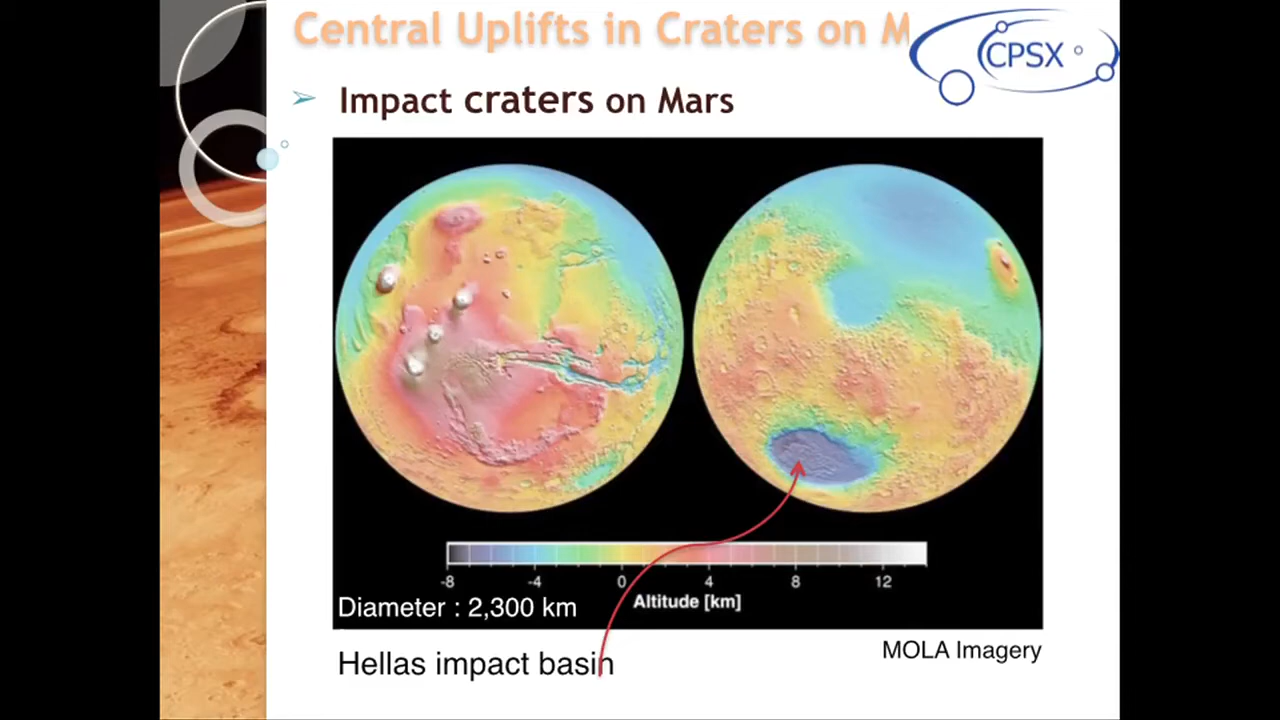 Central Uplifts in Craters on M
CPSX
➢ Impact craters on Mars
-8 -4 0 4 8 12
Altitude [km]
Diameter : 2,300 km
MOLA Imagery
Hellas impact basin